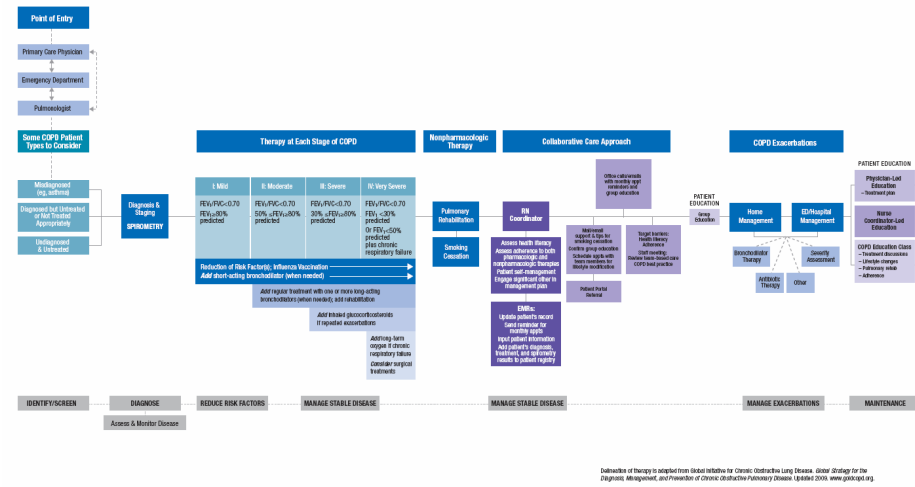 Point of Entry
Primary Care Physician
Emergency Department
Pulmonologist
Some COPD Patient
Types to Consider
Misdiagnosed
(eg, asthma)
Diagnosed but Untreated
or Not Treated
Appropriately
Undiagnosed
& Untreated
Diagnosis &
Staging
SPIROMETRY
Therapy at Each Stage of COPD
I: Mild
II: Moderate
III: Severe
IV: Very Severe
FEV₁/FVC<0.70
FEV₁≥80%
predicted
FEV₁/FVC<0.70
50% ≤FEV₁≥80%
predicted
FEV₁/FVC<0.70
30% ≤FEV₁≥80%
predicted
FEV₁/FVC<0.70
FEV₁ <30%
predicted
Or FEV₁<50%
predicted
plus chronic
respiratory failure
Reduction of Risk Factor(s); Influenza Vaccination
Add short-acting bronchodilator (when needed)
Add regular treatment with one or more long-acting
bronchodilators (when needed); add rehabilitation
Add inhaled glucocorticosteroids
if repeated exacerbations
Add long-term
oxygen if chronic
respiratory failure
Consider surgical
treatments
Nonpharmacologic
Therapy
Pulmonary
Rehabilitation
Smoking
Cessation
Collaborative Care Approach
RN
Coordinator
Assess health literacy
Assess adherence to both
pharmacologic and
nonpharmacologic therapies
Patient self-management
Engage significant other in
management plan
EMRs:
Update patient's record
Send reminder for
monthly appts
Input patient information
Add patient's diagnosis,
treatment, and spirometry
results to patient registry
Office calls/emails
with monthly appt
reminders and
group education
support & tips for
smoking cessation
Confirm group education
Schedule appts with
team members for
lifestyle modification
Target barriers:
Health literacy
Adherence
Staff meeting:
Review team-based care
COPD best practice
Patient Portal
Referral
PATIENT
EDUCATION
Group
Education
COPD Exacerbations
Home
Management
ED/Hospital
Management
Bronchodilator
Therapy
Antibiotic
Therapy
Other
Severity
Assessment
PATIENT EDUCATION
Physician-Led
Education
– Treatment plan
Nurse
Coordinator-Led
Education
COPD Education Class
– Treatment discussions
– Lifestyle changes
– Pulmonary rehab
– Adherence
IDENTIFY/SCREEN
DIAGNOSE
REDUCE RISK FACTORS
MANAGE STABLE DISEASE
MANAGE STABLE DISEASE
MANAGE EXACERBATIONS
MAINTENANCE
Assess & Monitor Disease
Delineation of therapy is adapted from Global Initiative for Chronic Obstructive Lung Disease. Global Strategy for the
Diagnosis, Management, and Prevention of Chronic Obstructive Pulmonary Disease. Updated 2009. www.goldcopd.org.